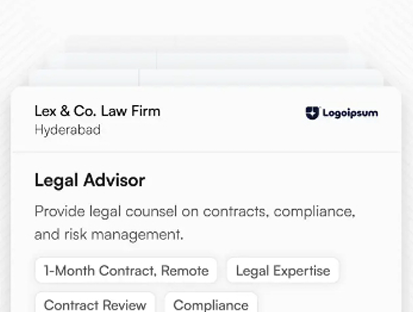 Lex & Co. Law Firm
Logoipsum
Hyderabad
Legal Advisor
Provide legal counsel on contracts, compliance,
and risk management.
1-Month Contract, Remote
Legal Expertise
Contract Review
Compliance